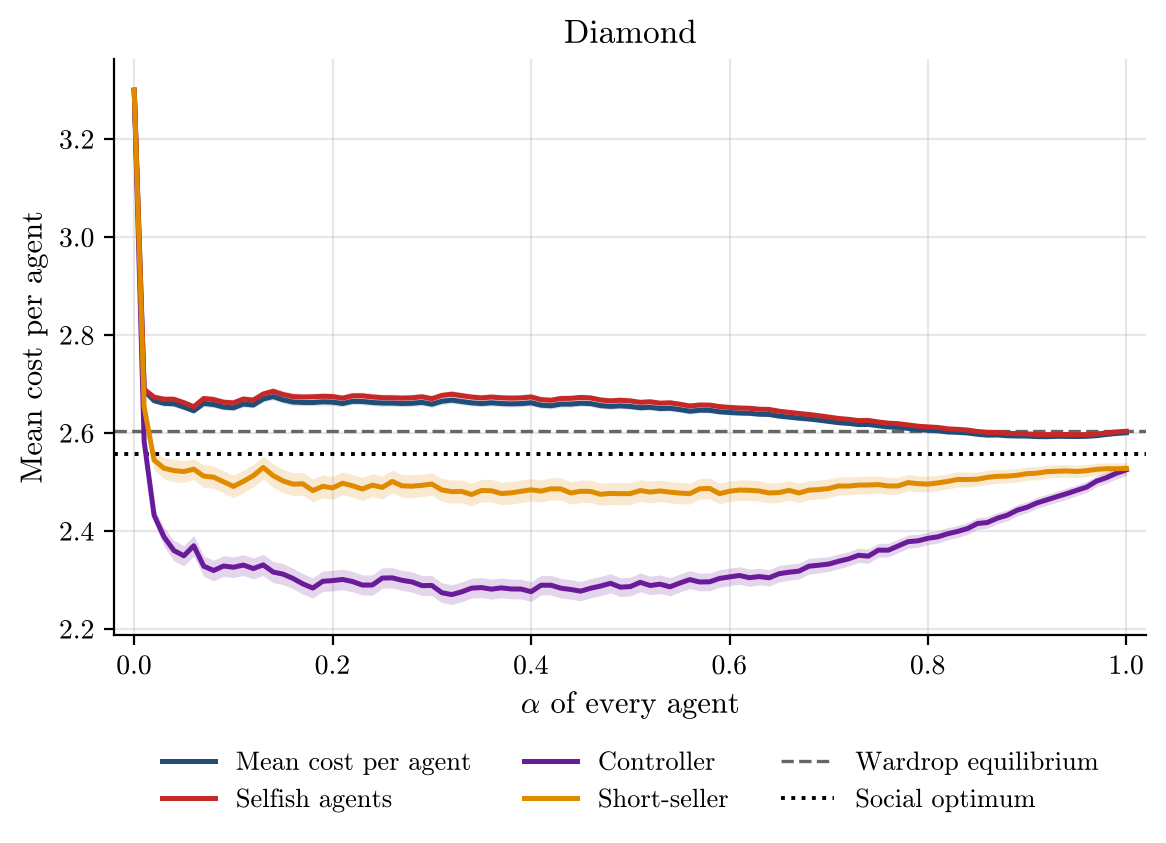 Diamond
Mean cost per agent
3.2
3.0
2.8
2.6
2.4
2.2
0.0 0.2 0.4 0.6 0.8 1.0
α of every agent
Mean cost per agent Controller Wardrop equilibrium
Selfish agents Short-seller Social optimum